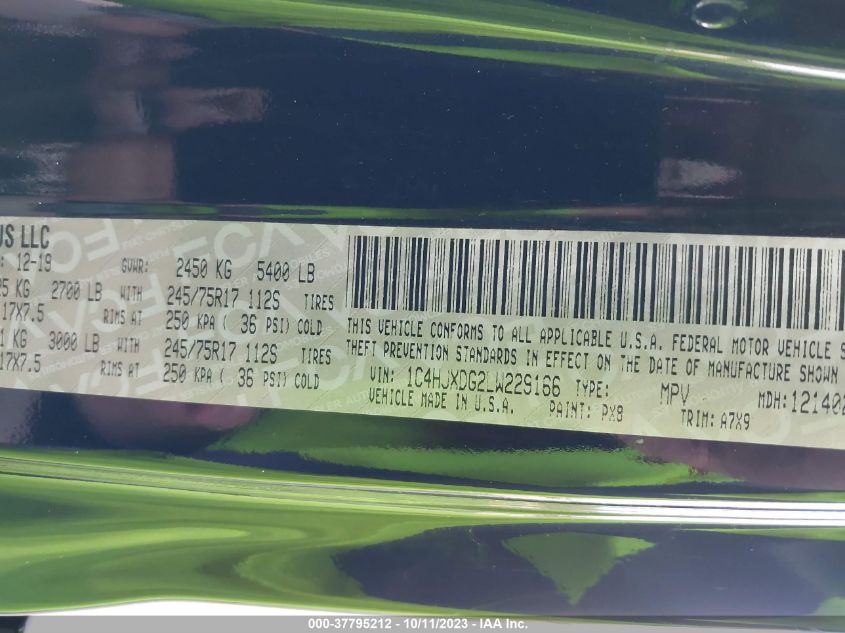 US LLC
: 12-19 GVWR: 2450 KG 5400 LB
25 KG 2700 LB WITH 245/75R17 112S TIRES
17X7.5 RIMS AT 250 KPA ( 36 PSI) COLD
1 KG 3000 LB WITH 245/75R17 112S TIRES
17X7.5 RIMS AT 250 KPA ( 36 PSI) COLD
THIS VEHICLE CONFORMS TO ALL APPLICABLE U.S.A. FEDERAL MOTOR VEHICLE S
THEFT PREVENTION STANDARDS IN EFFECT ON THE DATE OF MANUFACTURE SHOWN
VIN: 1C4HJXDG2LW229166 TYPE: MPV MDH: 121402
VEHICLE MADE IN U.S.A. PAINT: PX8 TRIM: A7X9
000-37795212 - 10/11/2023 - IAA Inc.